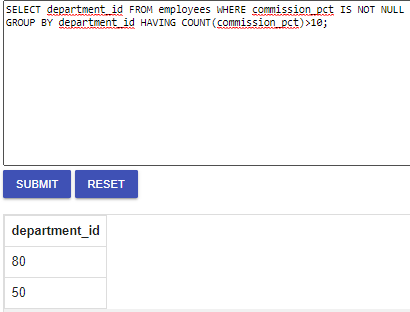 SELECT department_id FROM employees WHERE commission_pct IS NOT NULL
GROUP BY department_id HAVING COUNT(commission_pct)>10;
SUBMIT RESET
department_id
80
50